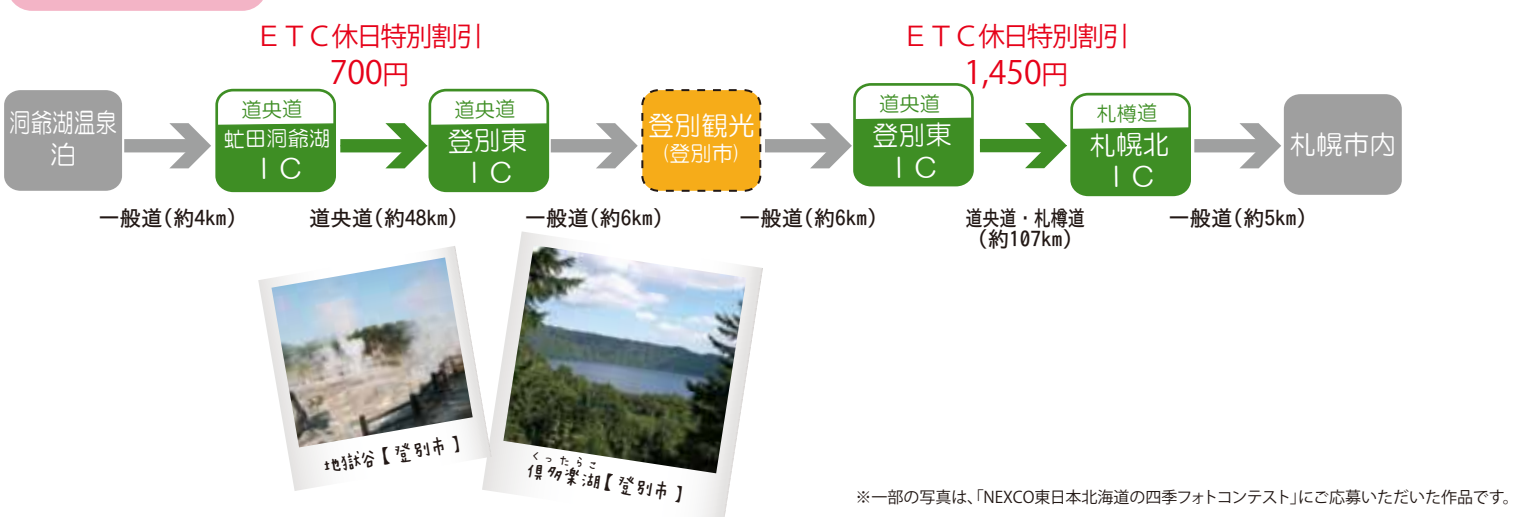 ＥＴＣ休日特別割引
700円
ＥＴＣ休日特別割引
1,450円
洞爺湖温泉
泊
道央道
虻田洞爺湖
ＩＣ
道央道
登別東
ＩＣ
登別観光
(登別市)
道央道
登別東
ＩＣ
札樽道
札幌北
ＩＣ
札幌市内
一般道(約4km)
道央道(約48km)
一般道(約6km)
一般道(約6km)
道央道・札樽道
(約107km)
一般道(約5km)
地獄谷【登別市】
くったらこ
倶多楽湖【登別市】
※一部の写真は、「NEXCO東日本北海道の四季フォトコンテスト」にご応募いただいた作品です。